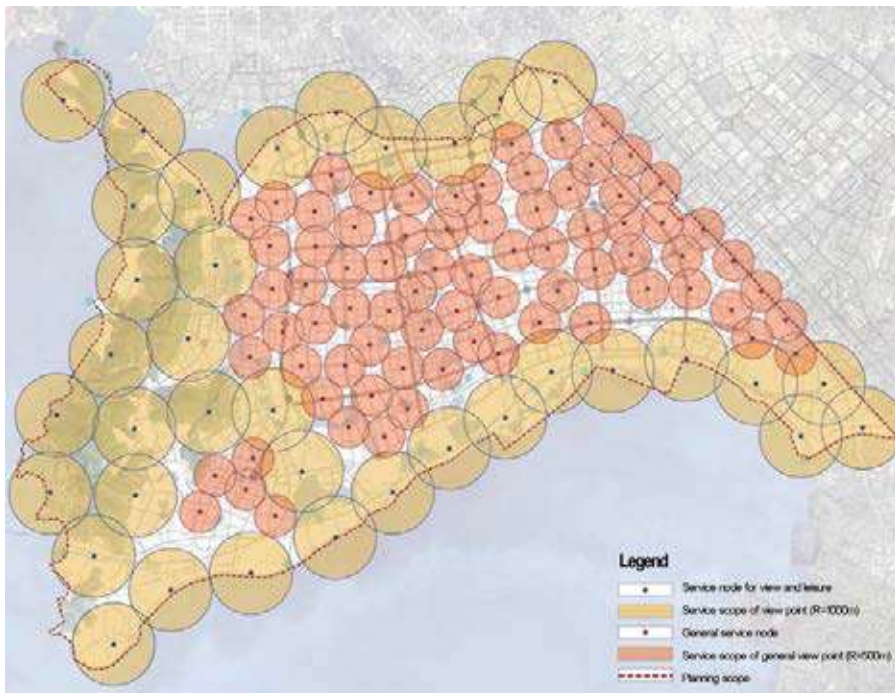 Legend
Service node for view and leisure
Service scope of view point (R=1000m)
General service node
Service scope of general view point (R=500m)
Planning scope